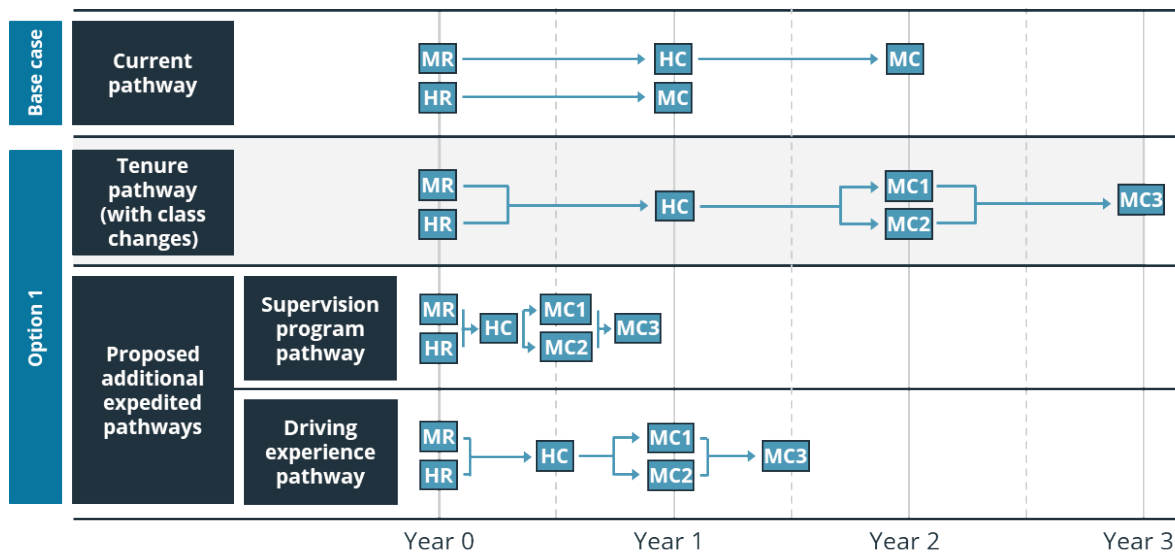 Base case
Current
pathway
MR
HC
MC
HR
MC
Option 1
Tenure
pathway
(with class
changes)
MR
HR
HC
MC1
MC2
MC3
Proposed
additional
expedited
pathways
Supervision
program
pathway
MR
HR
HC
MC1
MC2
MC3
Driving
experience
pathway
MR
HR
HC
MC1
MC2
MC3
Year 0
Year 1
Year 2
Year 3